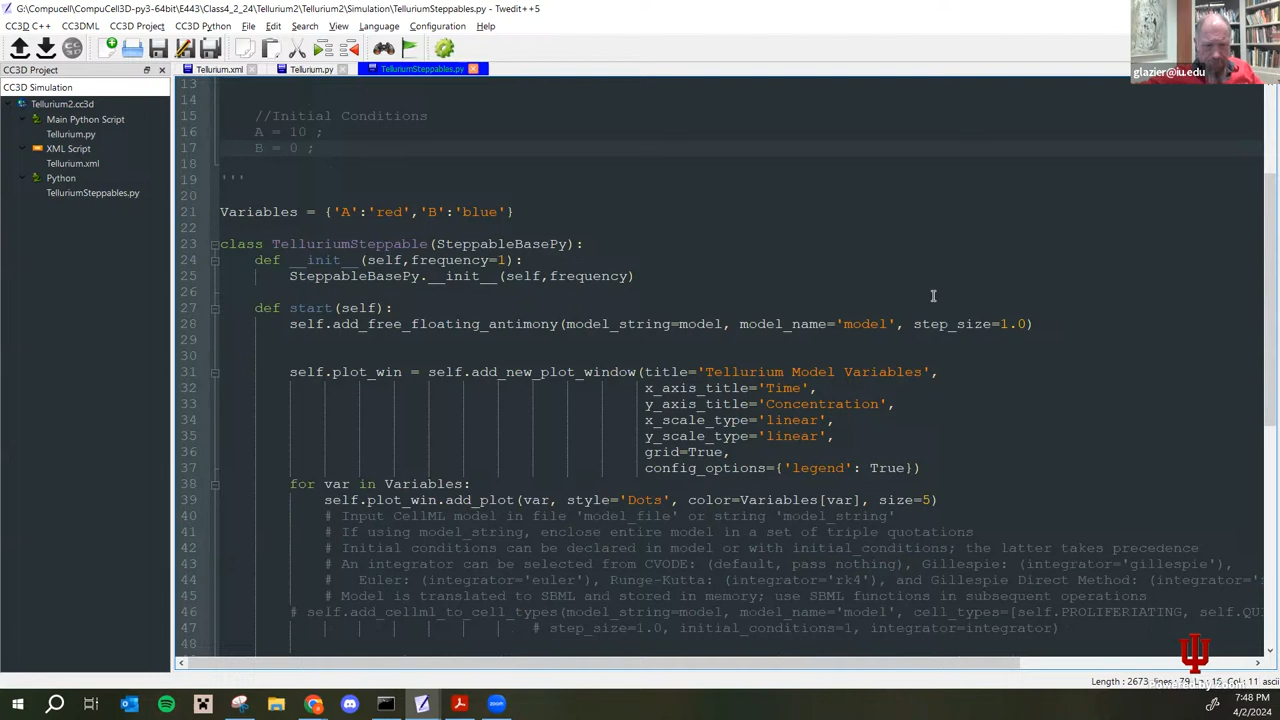 G:\Compucell\CompuCell3D-py3-64bit\E443\Class4_2_24\Tellurium2\Tellurium2\Simulation\TelluriumSteppables.py - Twedit++5
CC3D C++ CC3DML CC3D Project CC3D Python File Edit Search View Language Configuration Help
CC3D Project
Tellurium.xml Tellurium.py TelluriumSteppables.py
CC3D Simulation
Tellurium2.cc3d
Main Python Script
Tellurium.py
XML Script
Tellurium.xml
Python
TelluriumSteppables.py
glazier@iu.edu
13
14
15 //Initial Conditions
16 A = 10 ;
17 B = 0 ;
18
19 '''
20
21 Variables = {'A':'red','B':'blue'}
22
23 class TelluriumSteppable(SteppableBasePy):
24 def __init__(self,frequency=1):
25 SteppableBasePy.__init__(self,frequency)
26
27 def start(self):
28 self.add_free_floating_antimony(model_string=model, model_name='model', step_size=1.0)
29
30
31 self.plot_win = self.add_new_plot_window(title='Tellurium Model Variables',
32 x_axis_title='Time',
33 y_axis_title='Concentration',
34 x_scale_type='linear',
35 y_scale_type='linear',
36 grid=True,
37 config_options={'legend': True})
38 for var in Variables:
39 self.plot_win.add_plot(var, style='Dots', color=Variables[var], size=5)
40 # Input CellML model in file 'model_file' or string 'model_string'
41 # If using model_string, enclose entire model in a set of triple quotations
42 # Initial conditions can be declared in model or with initial_conditions; the latter takes precedence
43 # An integrator can be selected from CVODE: (default, pass nothing), Gillespie: (integrator='gillespie'),
44 # Euler: (integrator='euler'), Runge-Kutta: (integrator='rk4'), and Gillespie Direct Method: (integrator='
45 # Model is translated to SBML and stored in memory; use SBML functions in subsequent operations
46 # self.add_cellml_to_cell_types(model_string=model, model_name='model', cell_types=[self.PROLIFERIATING, self.QU
47 # step_size=1.0, initial_conditions=1, integrator=integrator)
48
Length : 2673 lines: 79 Ln
11 ascii
7:48 PM
4/2/2024